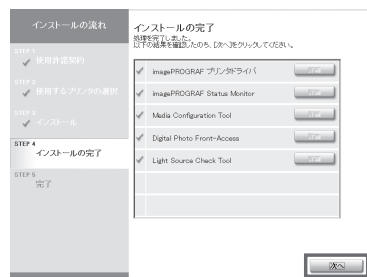 インストールの流れ
STEP 1
使用許諾契約
STEP 2
使用するプリンタの選択
STEP 3
インストール
STEP 4
インストールの完了
STEP 5
完了
インストールの完了
処理を完了しました。
以下の結果を確認したのち、[次へ]をクリックしてください。
imagePROGRAF プリンタドライバ
imagePROGRAF Status Monitor
Media Configuration Tool
Digital Photo Front-Access
Light Source Check Tool
次へ